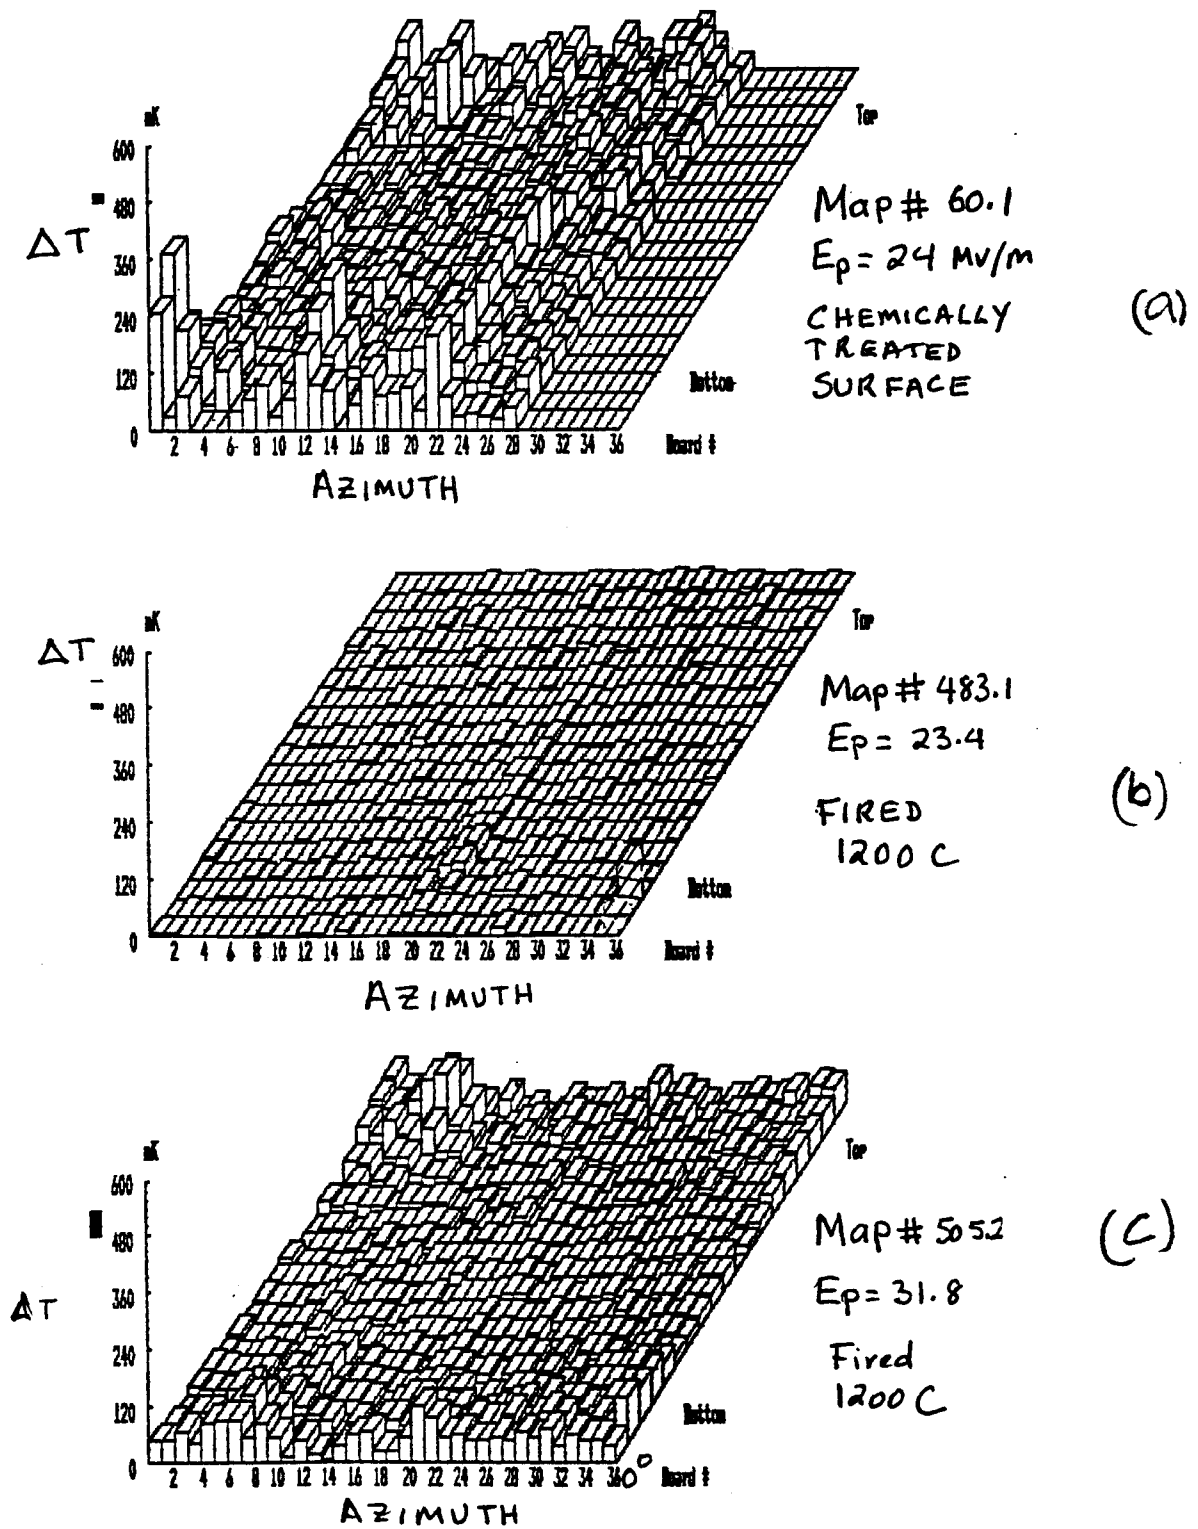 mK
600
480
360
240
120
0
ΔT
Top
Bottom
2 4 6 8 10 12 14 16 18 20 22 24 26 28 30 32 34 36 Board #
AZIMUTH
Map # 60.1
Ep = 24 Mv/m
CHEMICALLY
TREATED
SURFACE
(a)
mK
600
480
360
240
120
0
ΔT
Top
Bottom
2 4 6 8 10 12 14 16 18 20 22 24 26 28 30 32 34 36 Board #
AZIMUTH
Map # 483.1
Ep = 23.4
FIRED
1200 C
(b)
mK
600
480
360
240
120
0
ΔT
Top
Bottom
2 4 6 8 10 12 14 16 18 20 22 24 26 28 30 32 34 36 0° Board #
AZIMUTH
Map # 505.2
Ep = 31.8
Fired
1200 C
(C)